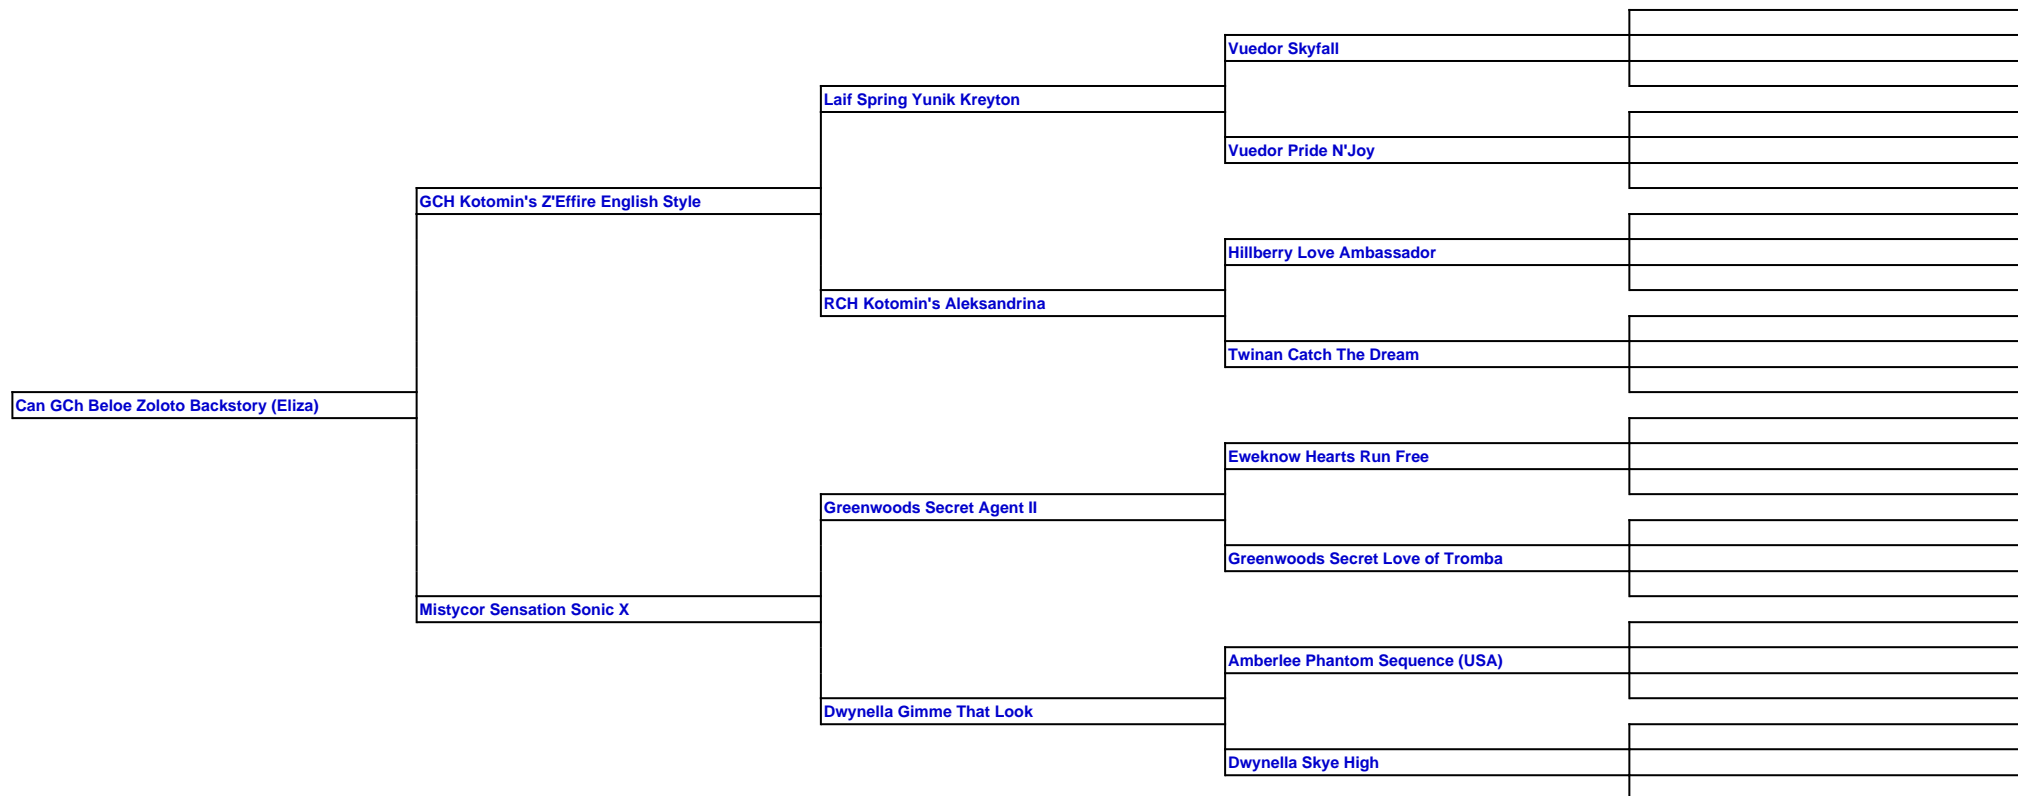 Vuedor Skyfall
Laif Spring Yunik Kreyton
Vuedor Pride N'Joy
GCH Kotomin's Z'Effire English Style
Hillberry Love Ambassador
RCH Kotomin's Aleksandrina
Twinan Catch The Dream
Can GCh Beloe Zoloto Backstory (Eliza)
Eweknow Hearts Run Free
Greenwoods Secret Agent II
Greenwoods Secret Love of Tromba
Mistycor Sensation Sonic X
Amberlee Phantom Sequence (USA)
Dwynella Gimme That Look
Dwynella Skye High